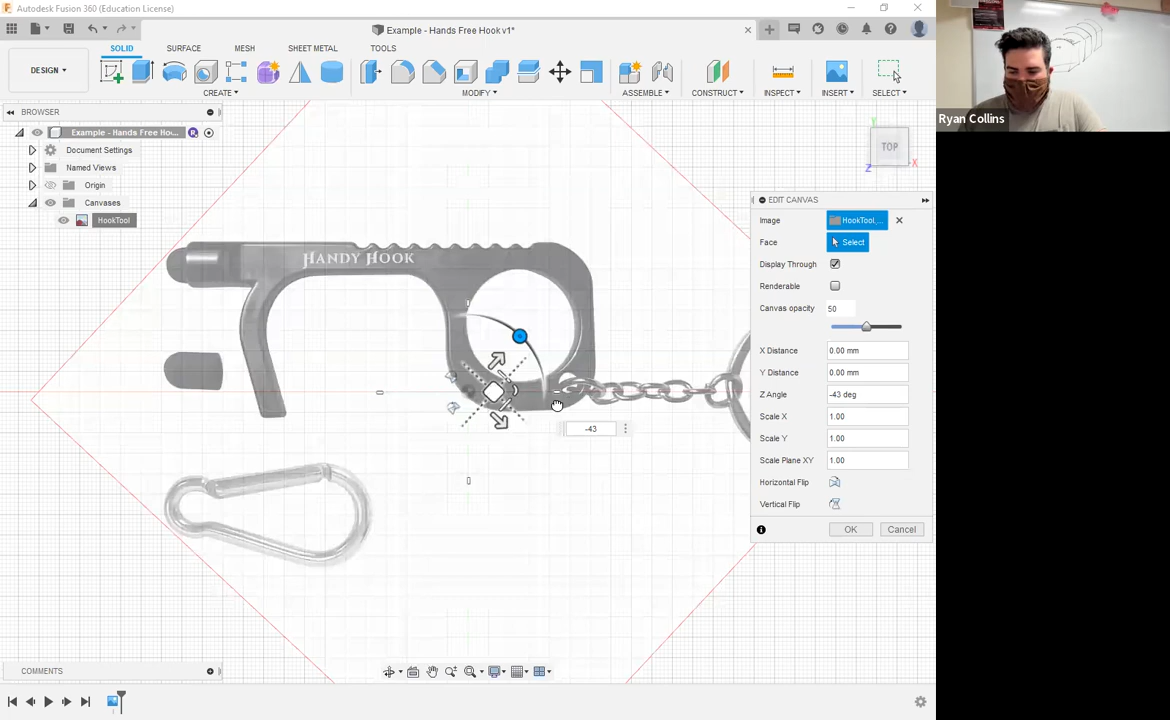 Autodesk Fusion 360 (Education License)
Example - Hands Free Hook v1*
SOLID SURFACE MESH SHEET METAL TOOLS
DESIGN
CREATE MODIFY ASSEMBLE CONSTRUCT INSPECT INSERT SELECT
BROWSER
Example - Hands Free Ho...
Document Settings
Named Views
Origin
Canvases
HookTool
HANDY HOOK
TOP
Y
X
Z
-43
EDIT CANVAS
Image HookTool,...
Face Select
Display Through
Renderable
Canvas opacity 50
X Distance 0.00 mm
Y Distance 0.00 mm
Z Angle -43 deg
Scale X 1.00
Scale Y 1.00
Scale Plane XY 1.00
Horizontal Flip
Vertical Flip
OK Cancel
COMMENTS
Ryan Collins